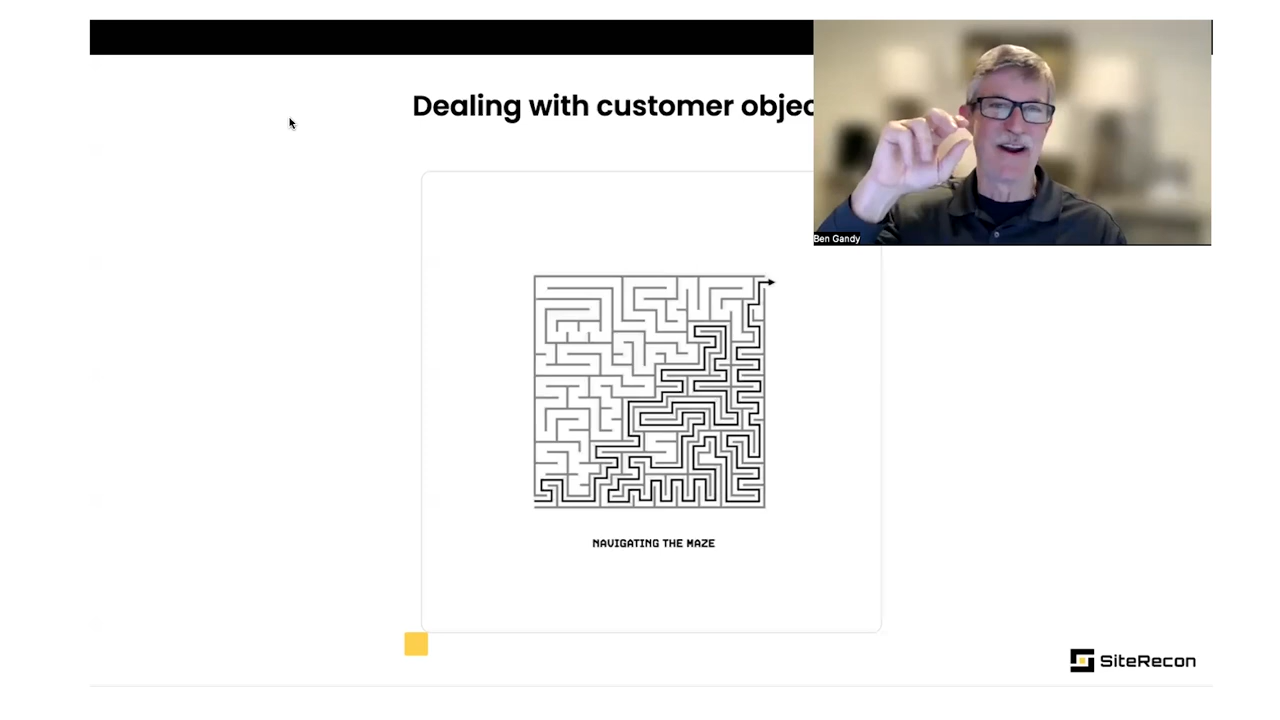 Dealing with customer objec
Ben Gandy
NAVIGATING THE MAZE
SiteRecon